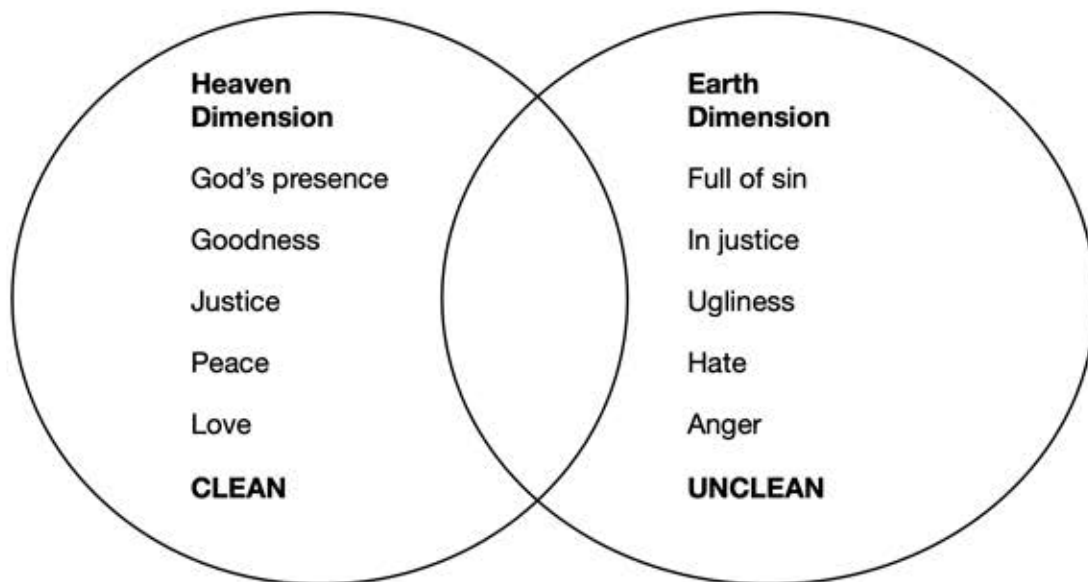 Heaven
Dimension
God's presence
Goodness
Justice
Peace
Love
CLEAN
Earth
Dimension
Full of sin
In justice
Ugliness
Hate
Anger
UNCLEAN